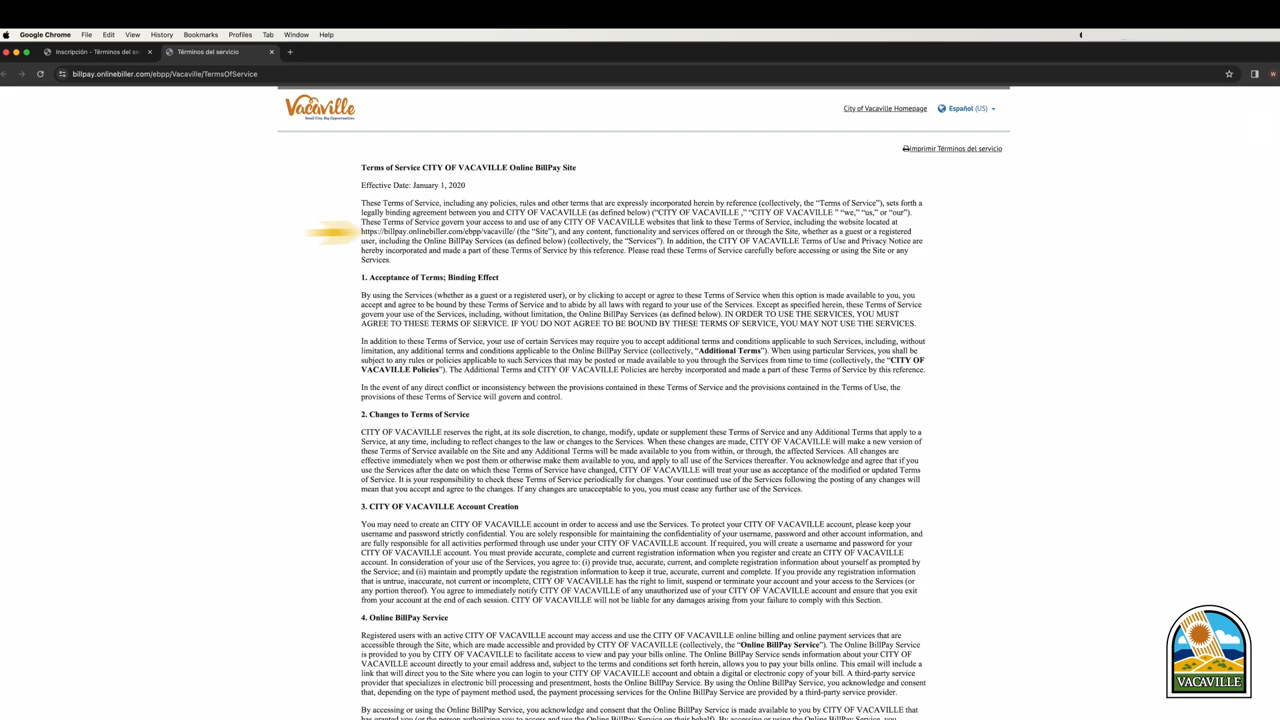 Google Chrome File Edit View History Bookmarks Profiles Tab Window Help
Inscripción - Términos del se Términos del servicio
billpay.onlinebiller.com/ebpp/Vacaville/TermsOfService
Vacaville
Small City, Big Opportunities
City of Vacaville Homepage Español (US)
Imprimir Términos del servicio
Terms of Service CITY OF VACAVILLE Online BillPay Site
Effective Date: January 1, 2020
These Terms of Service, including any policies, rules and other terms that are expressly incorporated herein by reference (collectively, the “Terms of Service”), sets forth a
legally binding agreement between you and CITY OF VACAVILLE (as defined below) (“CITY OF VACAVILLE ,” “CITY OF VACAVILLE ” “we,” “us,” or “our”).
These Terms of Service govern your access to and use of any CITY OF VACAVILLE websites that link to these Terms of Service, including the website located at
https://billpay.onlinebiller.com/ebpp/vacaville/ (the “Site”), and any content, functionality and services offered on or through the Site, whether as a guest or a registered
user, including the Online BillPay Services (as defined below) (collectively, the “Services”). In addition, the CITY OF VACAVILLE Terms of Use and Privacy Notice are
hereby incorporated and made a part of these Terms of Service by this reference. Please read these Terms of Service carefully before accessing or using the Site or any
Services.
1. Acceptance of Terms; Binding Effect
By using the Services (whether as a guest or a registered user), or by clicking to accept or agree to these Terms of Service when this option is made available to you, you
accept and agree to be bound by these Terms of Service and to abide by all laws with regard to your use of the Services. Except as specified herein, these Terms of Service
govern your use of the Services, including, without limitation, the Online BillPay Services (as defined below). IN ORDER TO USE THE SERVICES, YOU MUST
AGREE TO THESE TERMS OF SERVICE. IF YOU DO NOT AGREE TO BE BOUND BY THESE TERMS OF SERVICE, YOU MAY NOT USE THE SERVICES.
In addition to these Terms of Service, your use of certain Services may require you to accept additional terms and conditions applicable to such Services, including, without
limitation, any additional terms and conditions applicable to the Online BillPay Service (collectively, “Additional Terms”). When using particular Services, you shall be
subject to any rules or policies applicable to such Services that may be posted or made available to you through the Services from time to time (collectively, the “CITY OF
VACAVILLE Policies”). The Additional Terms and CITY OF VACAVILLE Policies are hereby incorporated and made a part of these Terms of Service by this reference.
In the event of any direct conflict or inconsistency between the provisions contained in these Terms of Service and the provisions contained in the Terms of Use, the
provisions of these Terms of Service will govern and control.
2. Changes to Terms of Service
CITY OF VACAVILLE reserves the right, at its sole discretion, to change, modify, update or supplement these Terms of Service and any Additional Terms that apply to a
Service, at any time, including to reflect changes to the law or changes to the Services. When these changes are made, CITY OF VACAVILLE will make a new version of
these Terms of Service available on the Site and any Additional Terms will be made available to you from within, or through, the affected Services. All changes are
effective immediately when we post them or otherwise make them available to you, and apply to all use of the Services thereafter. You acknowledge and agree that if you
use the Services after the date on which these Terms of Service have changed, CITY OF VACAVILLE will treat your use as acceptance of the modified or updated Terms
of Service. It is your responsibility to check these Terms of Service periodically for changes. Your continued use of the Services following the posting of any changes will
mean that you accept and agree to the changes. If any changes are unacceptable to you, you must cease any further use of the Services.
3. CITY OF VACAVILLE Account Creation
You may need to create an CITY OF VACAVILLE account in order to access and use the Services. To protect your CITY OF VACAVILLE account, please keep your
username and password strictly confidential. You are solely responsible for maintaining the confidentiality of your username, password and other account information, and
are fully responsible for all activities performed through use under your CITY OF VACAVILLE account. If required, you will create a username and password for your
CITY OF VACAVILLE account. You must provide accurate, complete and current registration information when you register and create an CITY OF VACAVILLE
account. In consideration of your use of the Services, you agree to: (i) provide true, accurate, current, and complete registration information about yourself as prompted by
the Service; and (ii) maintain and promptly update the registration information to keep it true, accurate, current and complete. If you provide any registration information
that is untrue, inaccurate, not current or incomplete, CITY OF VACAVILLE has the right to limit, suspend or terminate your account and your access to the Services (or
any portion thereof). You agree to immediately notify CITY OF VACAVILLE of any unauthorized use of your CITY OF VACAVILLE account and ensure that you exit
from your account at the end of each session. CITY OF VACAVILLE will not be liable for any damages arising from your failure to comply with this Section.
4. Online BillPay Service
Registered users with an active CITY OF VACAVILLE account may access and use the CITY OF VACAVILLE online billing and online payment services that are
accessible through the Site, which are made accessible and provided by CITY OF VACAVILLE (collectively, the “Online BillPay Service”). The Online BillPay Service
is provided to you by CITY OF VACAVILLE to facilitate access to view and pay your bills online. The Online BillPay Service sends information about your CITY OF
VACAVILLE account directly to your email address and, subject to the terms and conditions set forth herein, allows you to pay your bills online. This email will include a
link that will direct you to the Site where you can login to your CITY OF VACAVILLE account and obtain a digital or electronic copy of your bill. A third-party service
provider that specializes in electronic bill processing and presentment, hosts the Online BillPay Service. By using the Online BillPay Service, you acknowledge and consent
that, depending on the type of payment method used, the payment processing services for the Online BillPay Service are provided by a third-party service provider.
By accessing or using the Online BillPay Service, you acknowledge and consent that the Online BillPay Service is made available to you by CITY OF VACAVILLE that
has granted you (or the person authorizing you to access and use the Online BillPay Service on their behalf). By accessing or using the Online BillPay Service, you
VACAVILLE